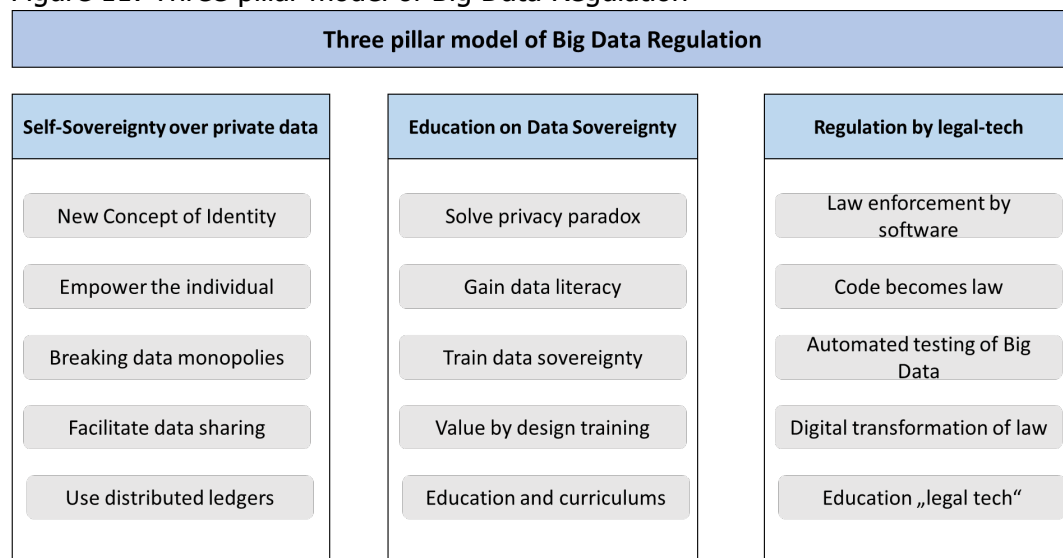 Figure 11: Three pillar model of Big Data Regulation
Three pillar model of Big Data Regulation
Self-Sovereignty over private data
New Concept of Identity
Empower the individual
Breaking data monopolies
Facilitate data sharing
Use distributed ledgers
Education on Data Sovereignty
Solve privacy paradox
Gain data literacy
Train data sovereignty
Value by design training
Education and curriculums
Regulation by legal-tech
Law enforcement by
software
Code becomes law
Automated testing of Big
Data
Digital transformation of law
Education „legal tech“